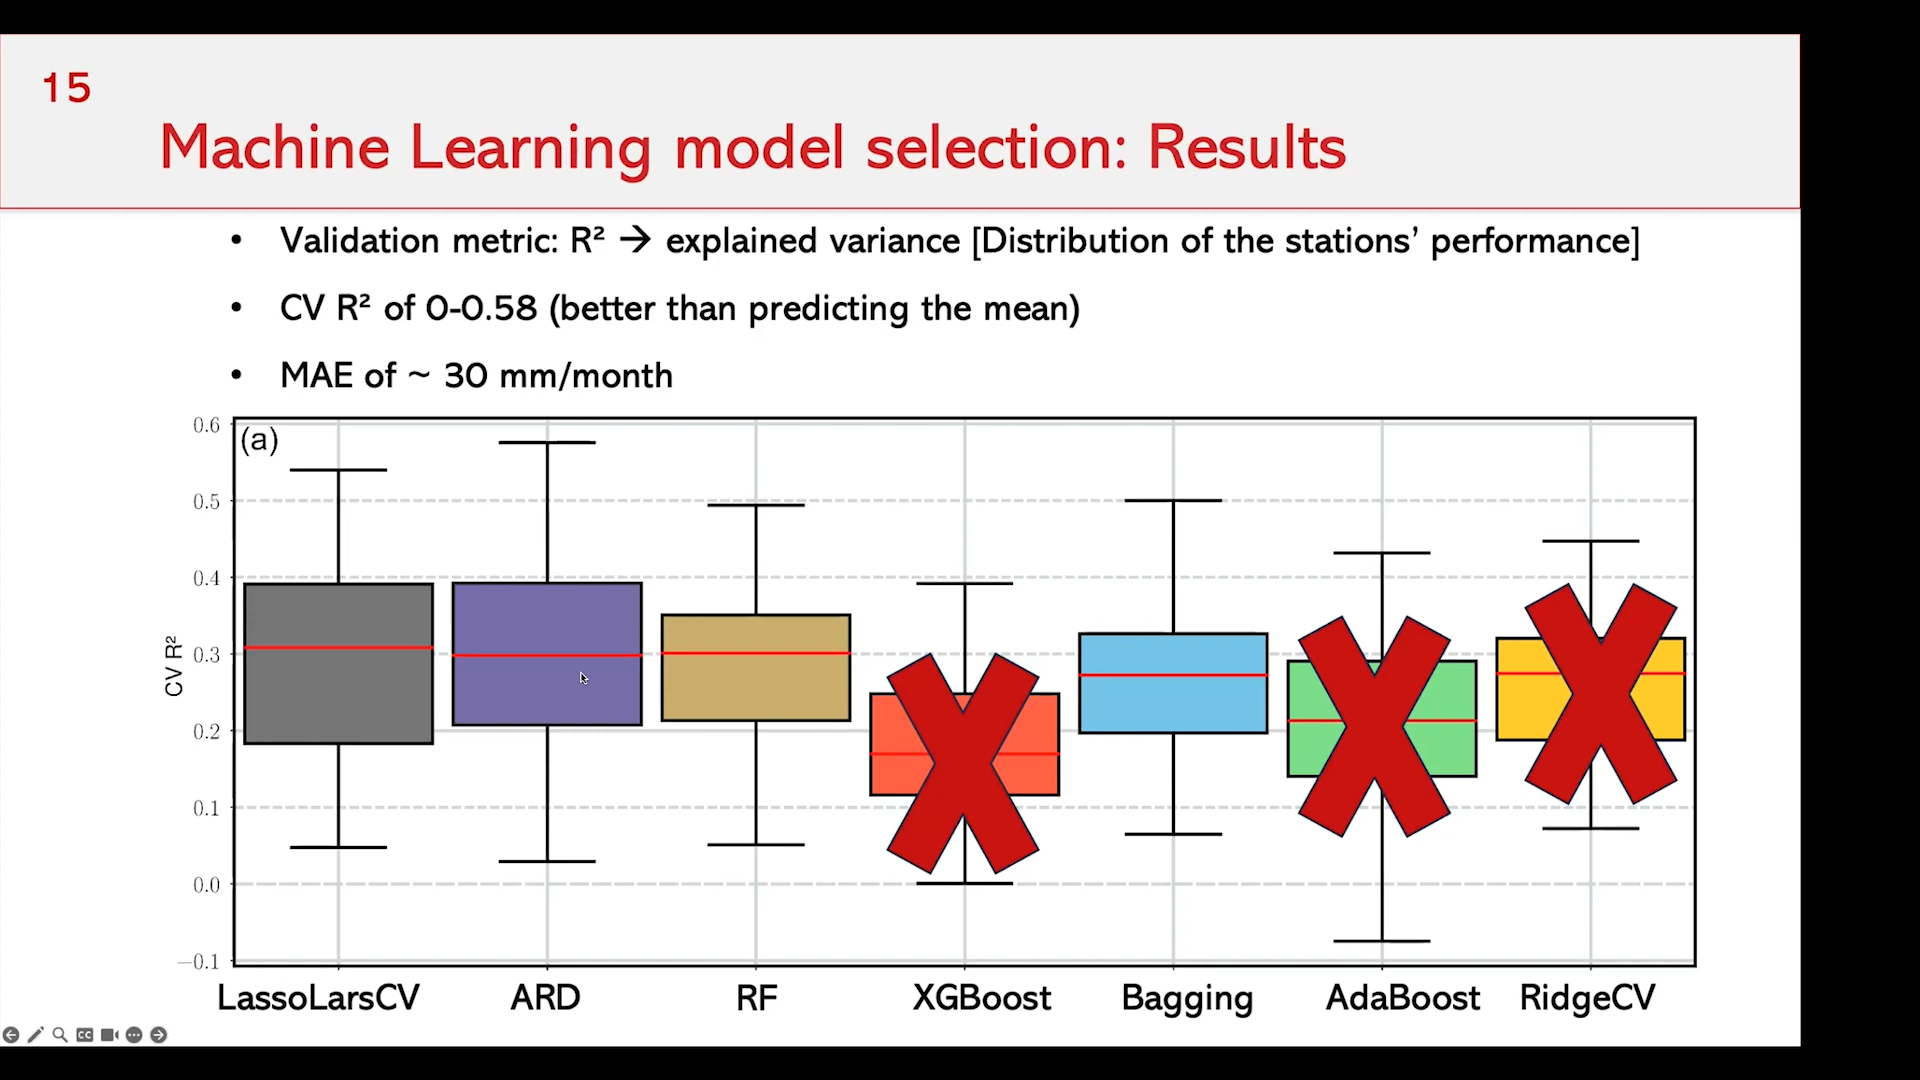 15
Machine Learning model selection: Results
• Validation metric: R² → explained variance [Distribution of the stations’ performance]
• CV R² of 0-0.58 (better than predicting the mean)
• MAE of ~ 30 mm/month
(a)
0.6
0.5
0.4
0.3
0.2
0.1
0.0
−0.1
CV R²
LassoLarsCV ARD RF XGBoost Bagging AdaBoost RidgeCV
CC